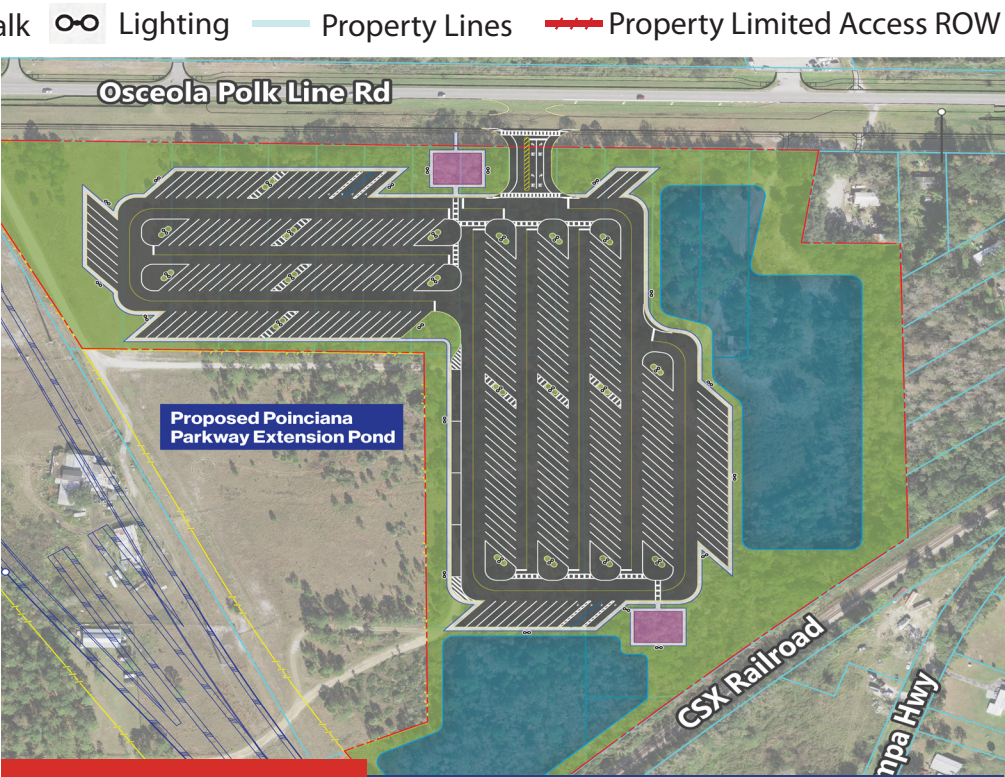 alk Lighting Property Lines Property Limited Access ROW
Osceola Polk Line Rd
Proposed Poinciana
Parkway Extension Pond
CSX Railroad
mpa Hwy